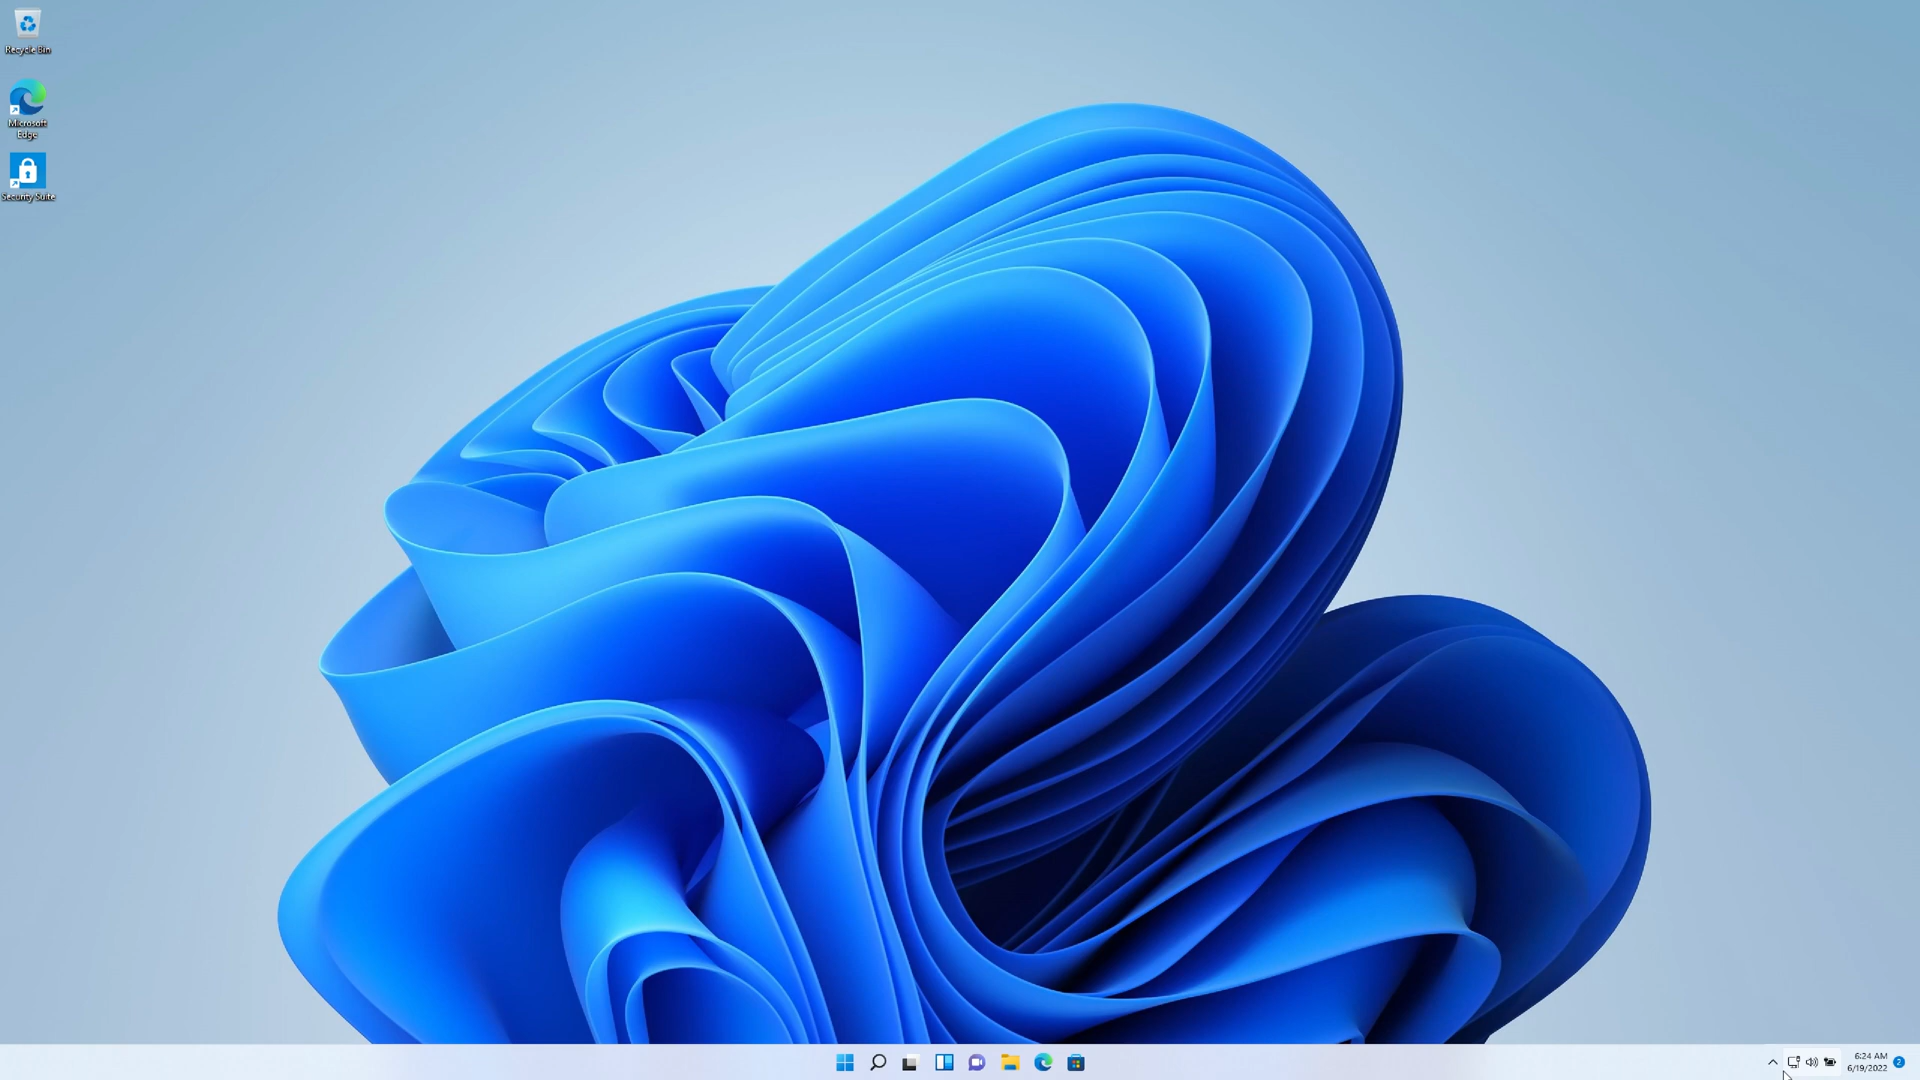 Recycle Bin
Microsoft
Edge
Security Suite
6:24 AM
6/19/2022
2